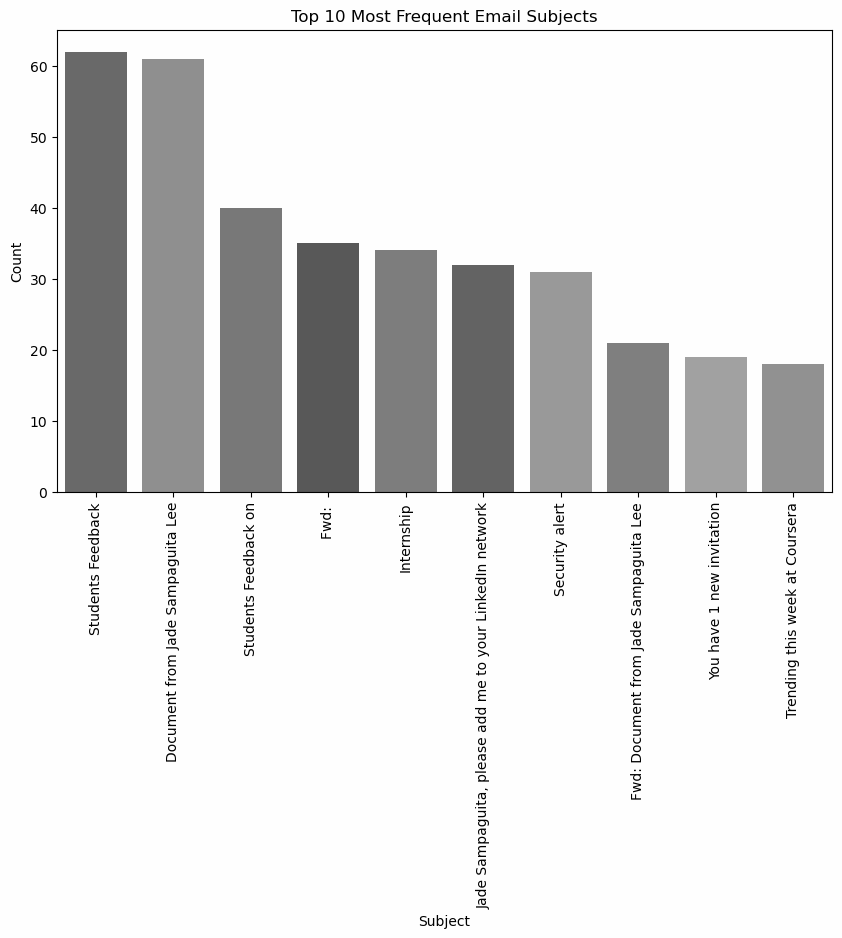 Top 10 Most Frequent Email Subjects
Count
60
50
40
30
20
10
0
Students Feedback
Document from Jade Sampaguita Lee
Students Feedback on
Fwd:
Internship
Jade Sampaguita, please add me to your LinkedIn network
Security alert
Fwd: Document from Jade Sampaguita Lee
You have 1 new invitation
Trending this week at Coursera
Subject